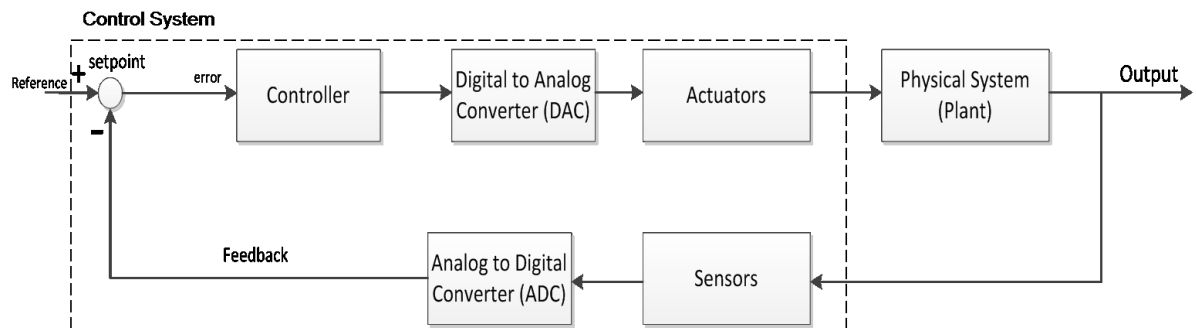 Control System
setpoint
+
Reference
error
-
Controller
Digital to Analog
Converter (DAC)
Actuators
Physical System
(Plant)
Output
Feedback
Analog to Digital
Converter (ADC)
Sensors